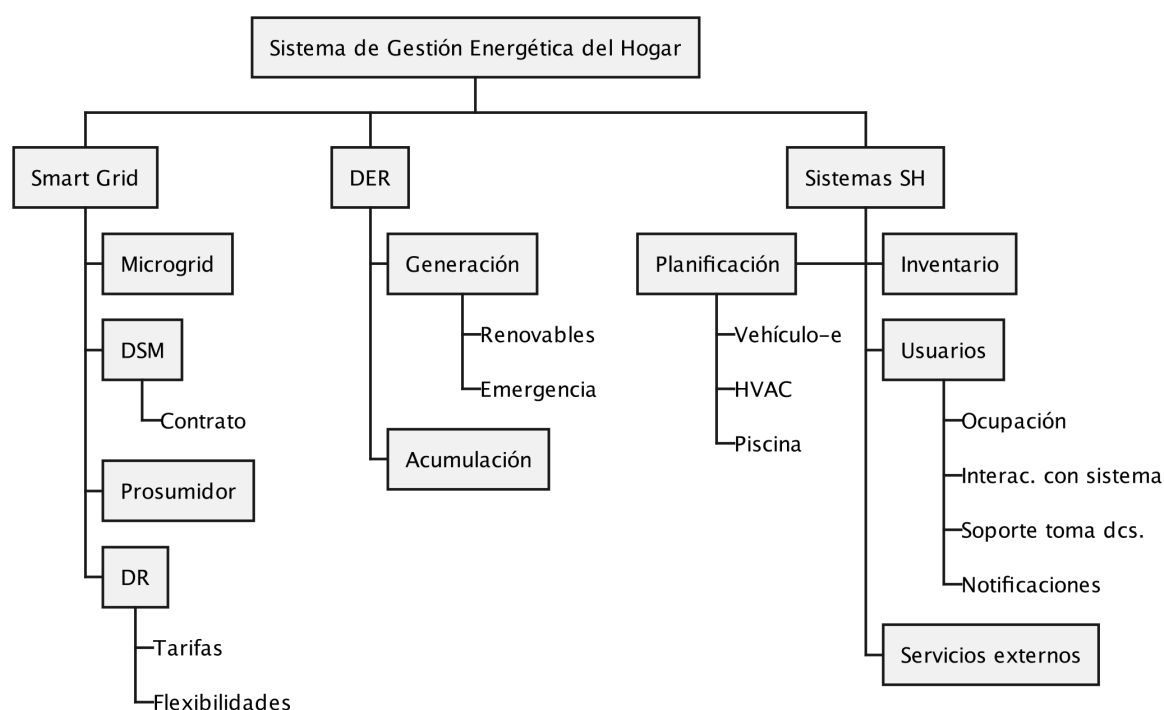 Sistema de Gestión Energética del Hogar
Smart Grid
Microgrid
DSM
Contrato
Prosumidor
DR
Tarifas
Flexibilidades
DER
Generación
Renovables
Emergencia
Acumulación
Sistemas SH
Planificación
Vehículo-e
HVAC
Piscina
Inventario
Usuarios
Ocupación
Interac. con sistema
Soporte toma dcs.
Notificaciones
Servicios externos